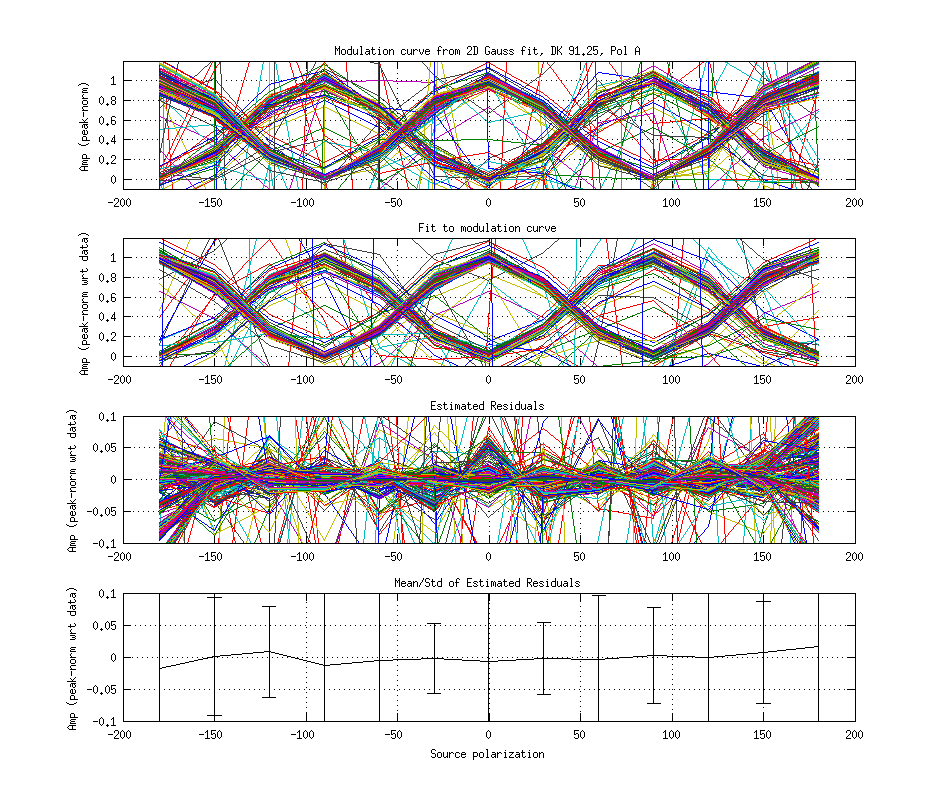 Modulation curve from 2D Gauss fit, DK 91.25, Pol A
Amp (peak-norm)
1
0.8
0.6
0.4
0.2
0
-200 -150 -100 -50 0 50 100 150 200
Fit to modulation curve
Amp (peak-norm wrt data)
1
0.8
0.6
0.4
0.2
0
-200 -150 -100 -50 0 50 100 150 200
Estimated Residuals
Amp (peak-norm wrt data)
0.1
0.05
0
-0.05
-0.1
-200 -150 -100 -50 0 50 100 150 200
Mean/Std of Estimated Residuals
Amp (peak-norm wrt data)
0.1
0.05
0
-0.05
-0.1
-200 -150 -100 -50 0 50 100 150 200
Source polarization